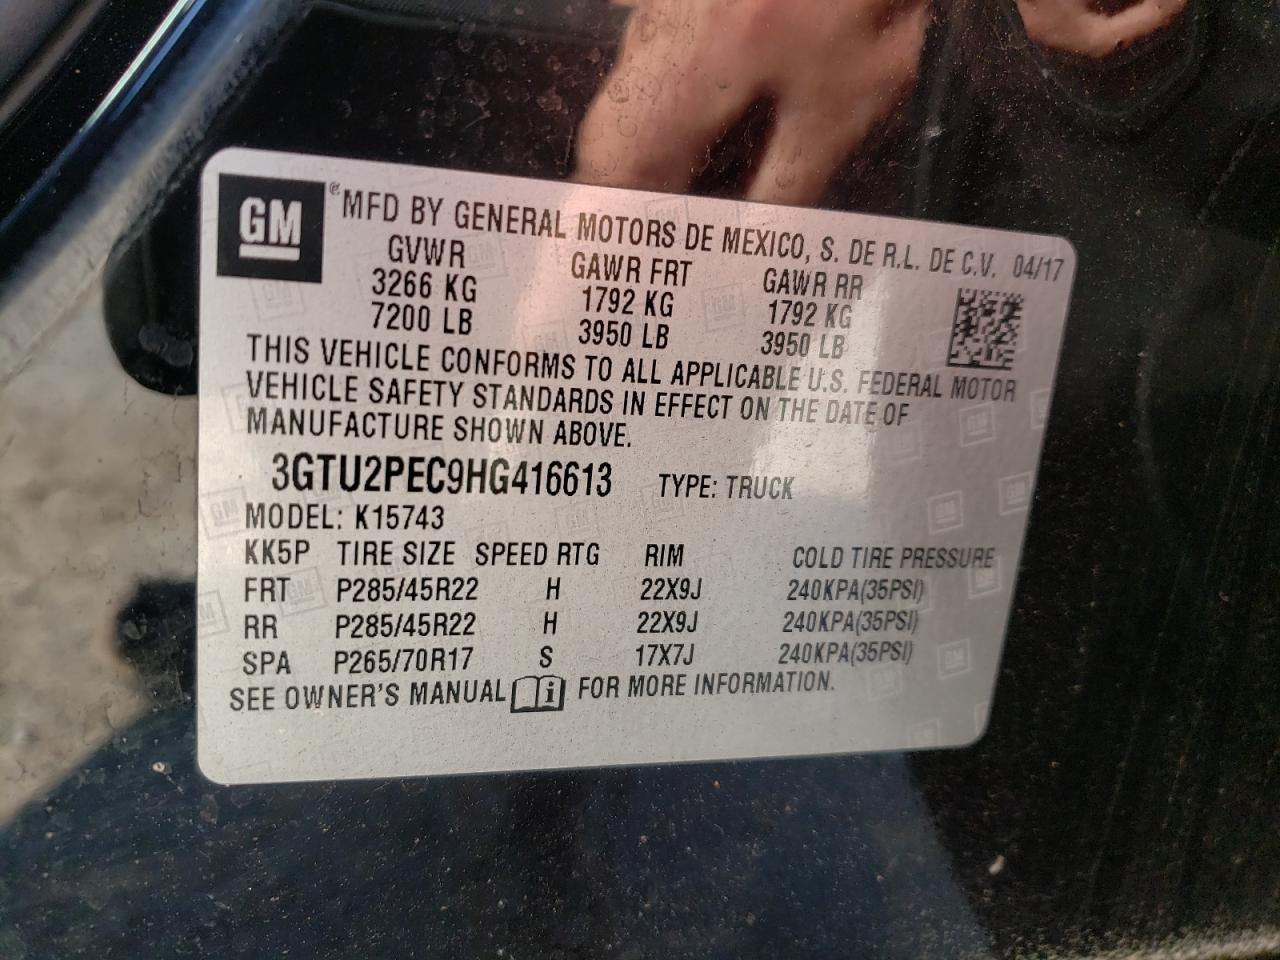 GM ® MFD BY GENERAL MOTORS DE MEXICO, S. DE R.L. DE C.V. 04/17
GVWR GAWR FRT GAWR RR
3266 KG 1792 KG 1792 KG
7200 LB 3950 LB 3950 LB
THIS VEHICLE CONFORMS TO ALL APPLICABLE U.S. FEDERAL MOTOR
VEHICLE SAFETY STANDARDS IN EFFECT ON THE DATE OF
MANUFACTURE SHOWN ABOVE.
3GTU2PEC9HG416613 TYPE: TRUCK
MODEL: K15743
KK5P TIRE SIZE SPEED RTG RIM COLD TIRE PRESSURE
FRT P285/45R22 H 22X9J 240KPA(35PSI)
RR P285/45R22 H 22X9J 240KPA(35PSI)
SPA P265/70R17 S 17X7J 240KPA(35PSI)
SEE OWNER'S MANUAL i FOR MORE INFORMATION.